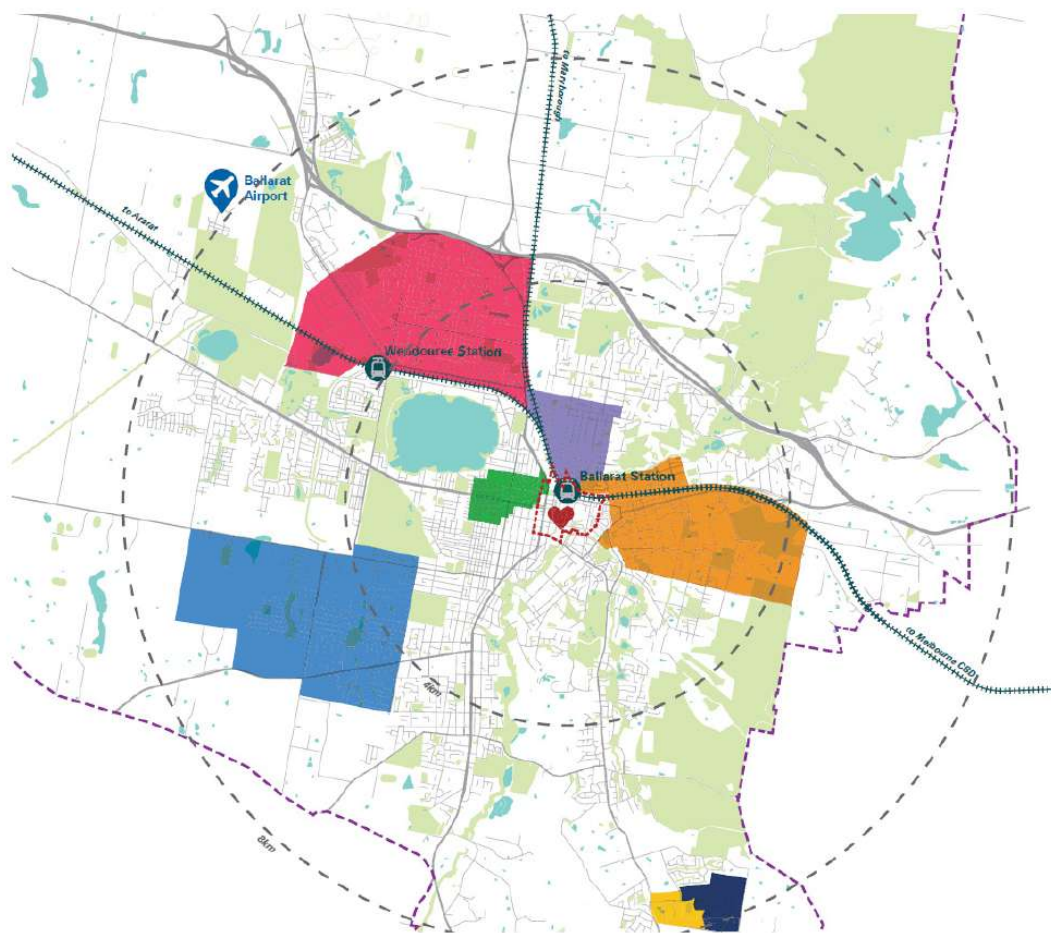 to Maryborough
Ballarat
Airport
to Ararat
Wendouree Station
Ballarat Station
to Melbourne CBD
4km
8km